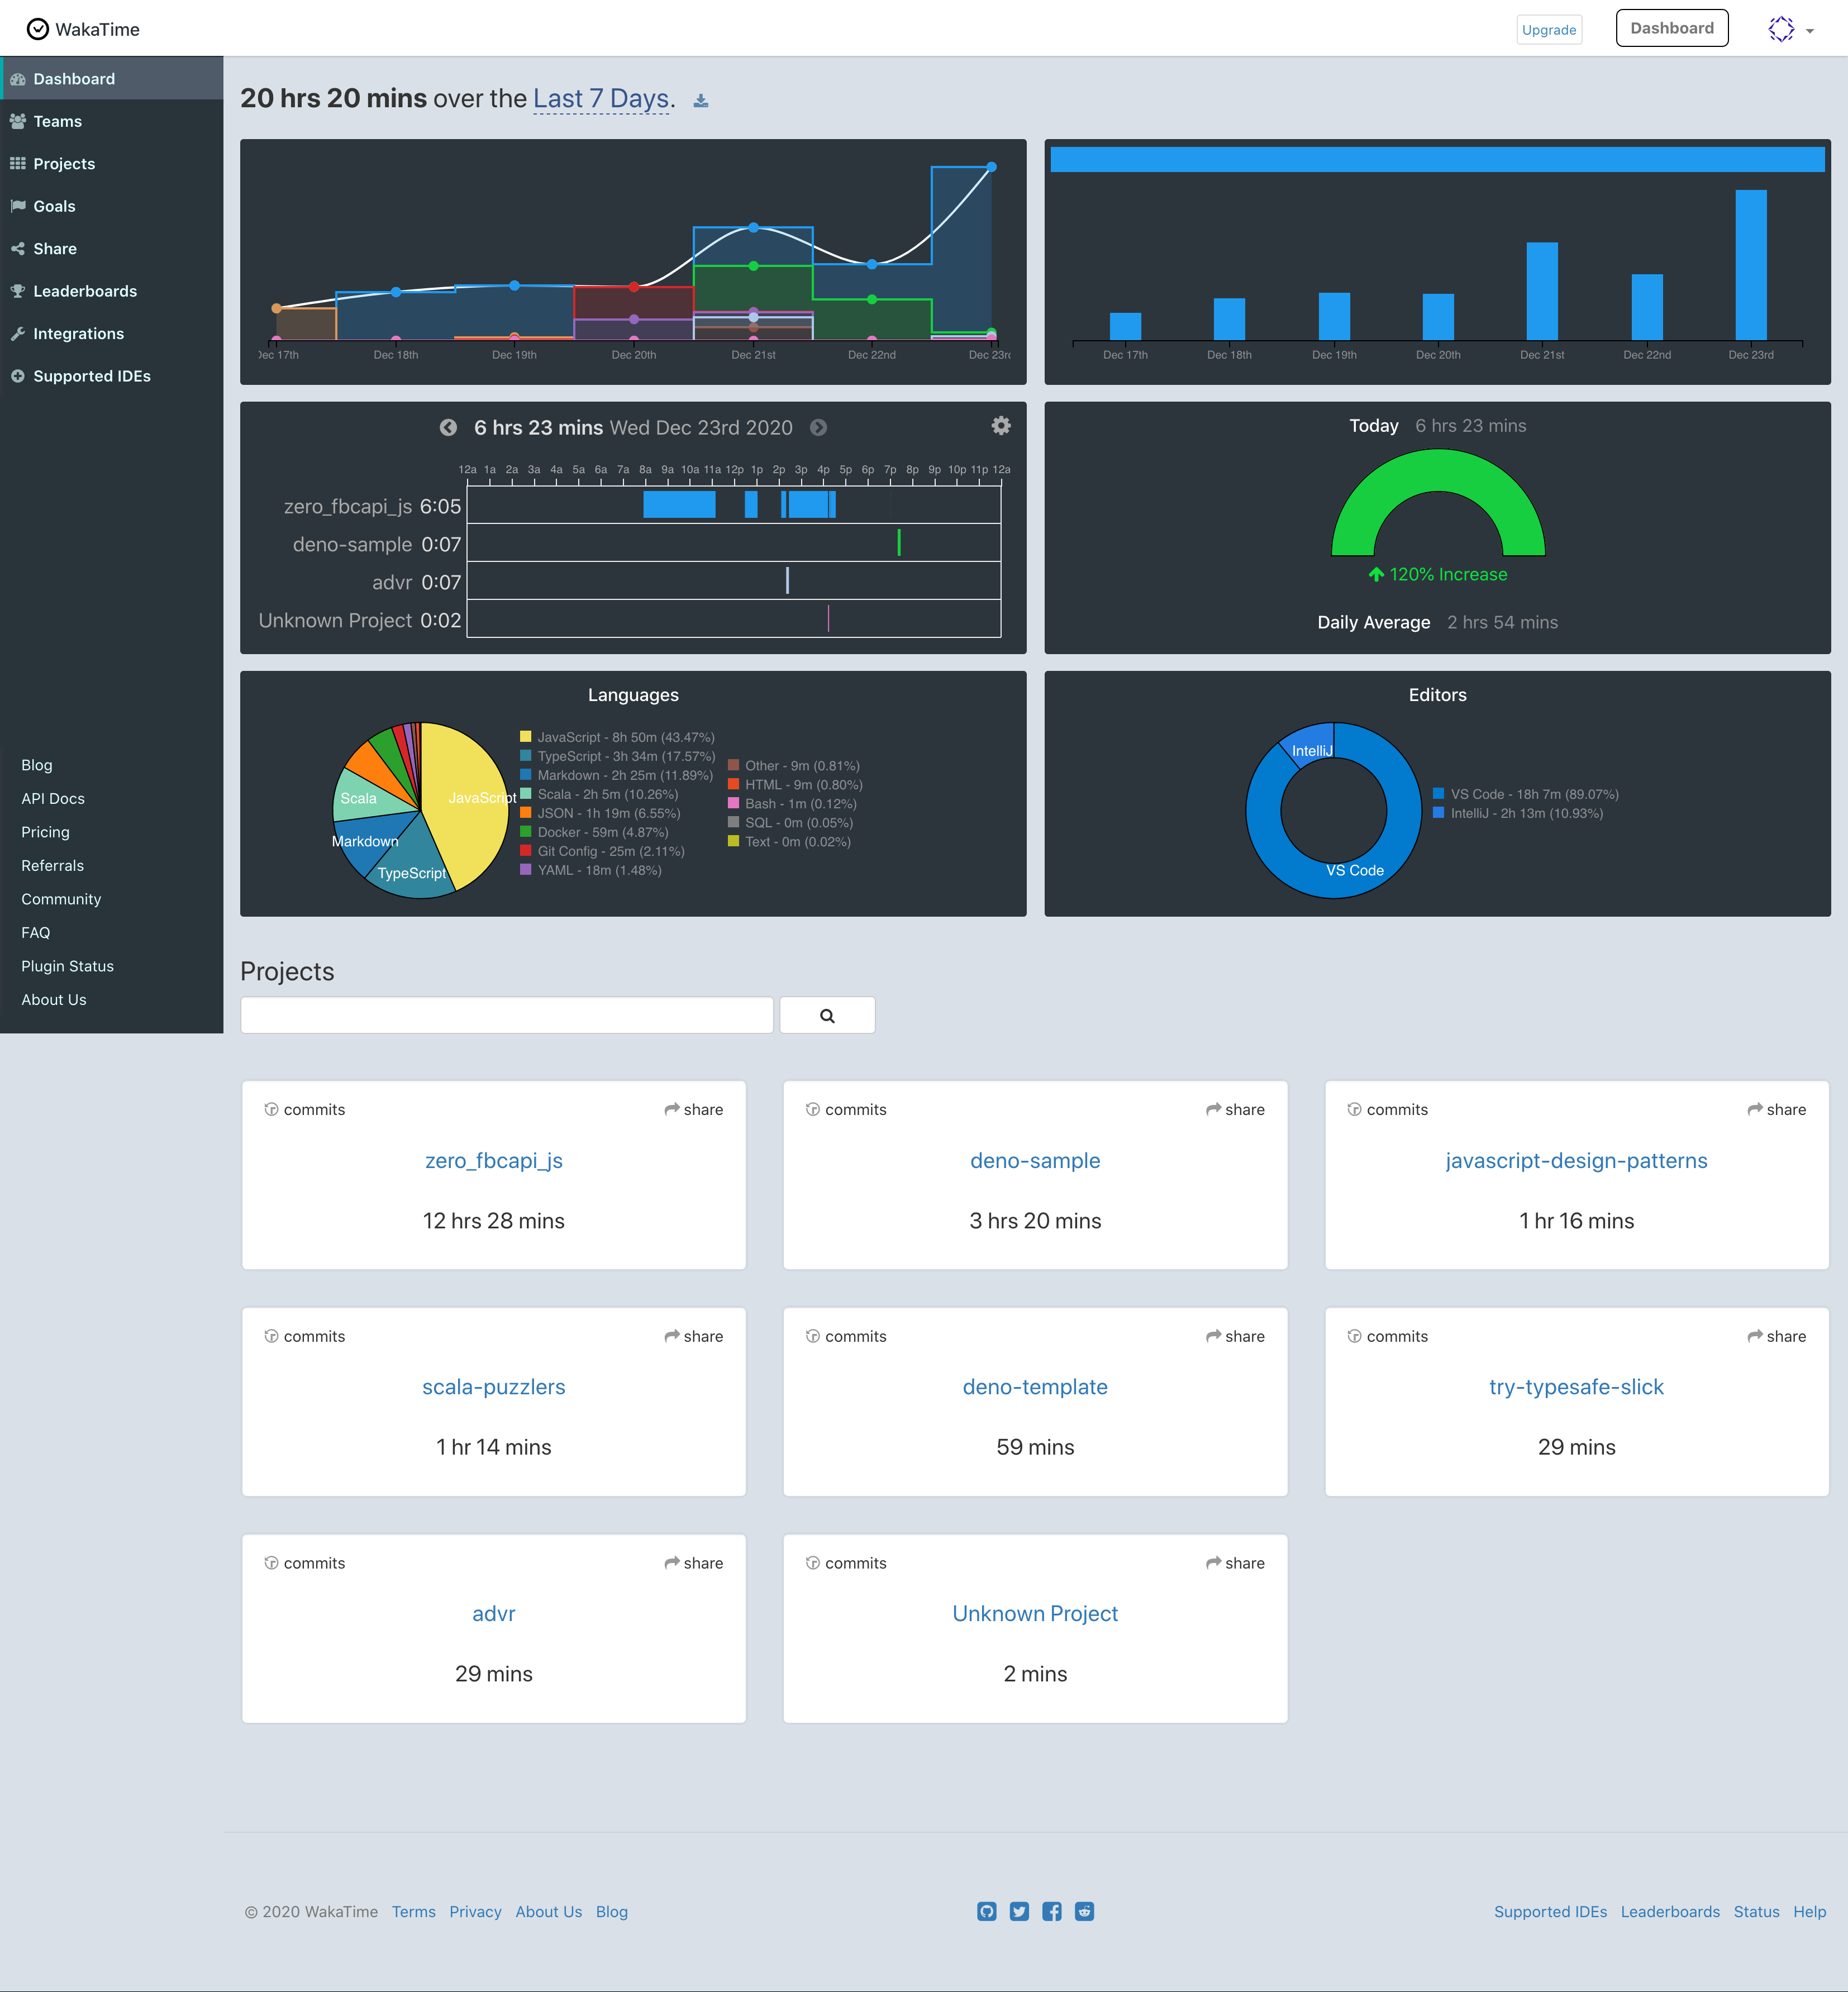 WakaTime
Upgrade
Dashboard
Dashboard
Teams
Projects
Goals
Share
Leaderboards
Integrations
Supported IDEs
Blog
API Docs
Pricing
Referrals
Community
FAQ
Plugin Status
About Us
20 hrs 20 mins over the Last 7 Days.
Dec 17th Dec 18th Dec 19th Dec 20th Dec 21st Dec 22nd Dec 23rd
Dec 17th Dec 18th Dec 19th Dec 20th Dec 21st Dec 22nd Dec 23rd
6 hrs 23 mins Wed Dec 23rd 2020
12a 1a 2a 3a 4a 5a 6a 7a 8a 9a 10a 11a 12p 1p 2p 3p 4p 5p 6p 7p 8p 9p 10p 11p 12a
zero_fbcapi_js 6:05
deno-sample 0:07
advr 0:07
Unknown Project 0:02
Today 6 hrs 23 mins
120% Increase
Daily Average 2 hrs 54 mins
Languages
JavaScript
TypeScript
Markdown
Scala
JavaScript - 8h 50m (43.47%)
TypeScript - 3h 34m (17.57%)
Markdown - 2h 25m (11.89%)
Scala - 2h 5m (10.26%)
JSON - 1h 19m (6.55%)
Docker - 59m (4.87%)
Git Config - 25m (2.11%)
YAML - 18m (1.48%)
Other - 9m (0.81%)
HTML - 9m (0.80%)
Bash - 1m (0.12%)
SQL - 0m (0.05%)
Text - 0m (0.02%)
Editors
IntelliJ
VS Code
VS Code - 18h 7m (89.07%)
IntelliJ - 2h 13m (10.93%)
Projects
commits share
zero_fbcapi_js
12 hrs 28 mins
commits share
deno-sample
3 hrs 20 mins
commits share
javascript-design-patterns
1 hr 16 mins
commits share
scala-puzzlers
1 hr 14 mins
commits share
deno-template
59 mins
commits share
try-typesafe-slick
29 mins
commits share
advr
29 mins
commits share
Unknown Project
2 mins
© 2020 WakaTime Terms Privacy About Us Blog
Supported IDEs Leaderboards Status Help